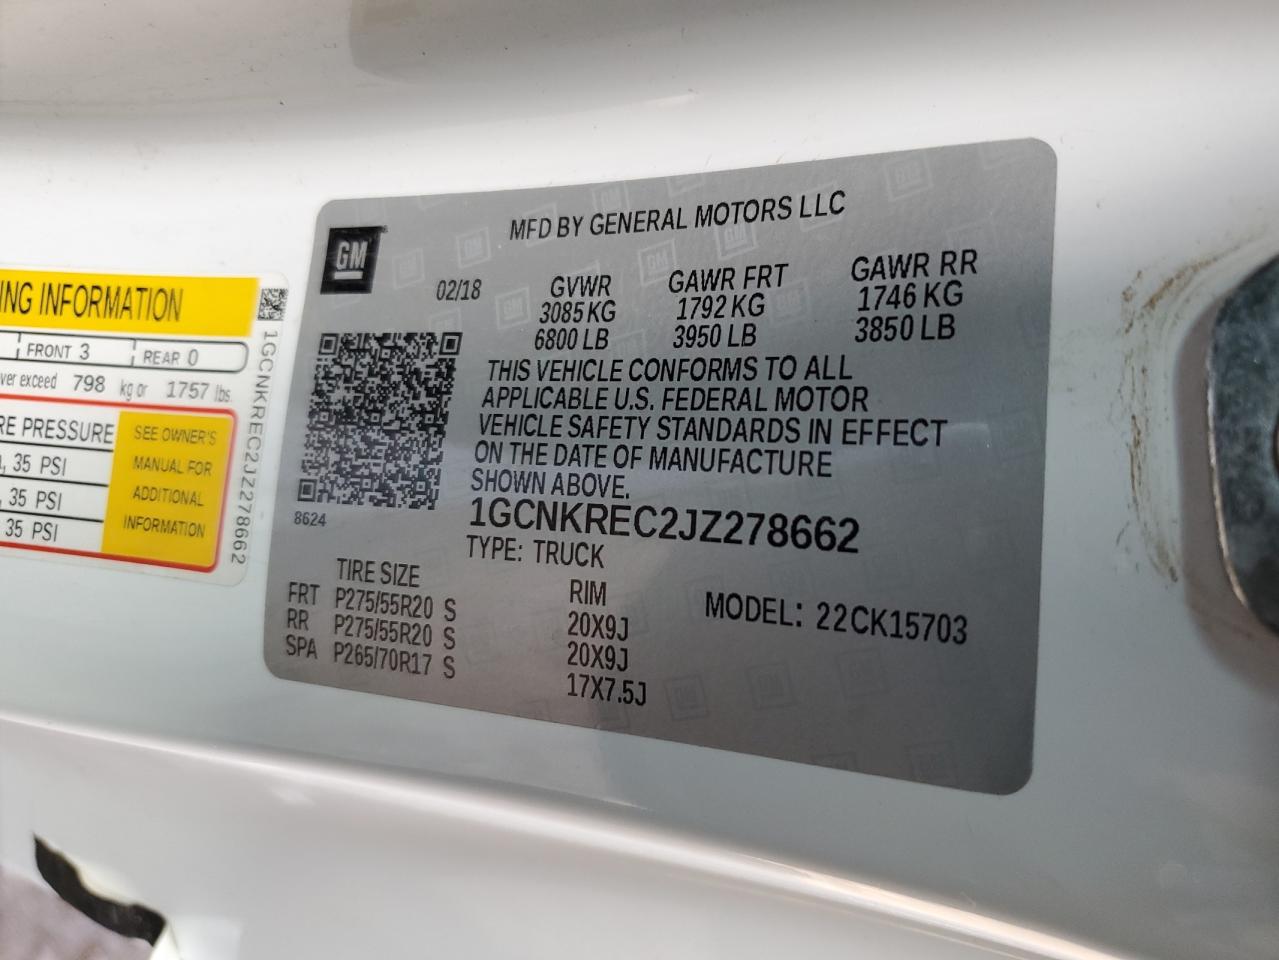 GM
MFD BY GENERAL MOTORS LLC
02/18 GVWR GAWR FRT GAWR RR
3085 KG 1792 KG 1746 KG
6800 LB 3950 LB 3850 LB
THIS VEHICLE CONFORMS TO ALL
APPLICABLE U.S. FEDERAL MOTOR
VEHICLE SAFETY STANDARDS IN EFFECT
ON THE DATE OF MANUFACTURE
SHOWN ABOVE.
8624
1GCNKREC2JZ278662
TYPE: TRUCK
TIRE SIZE RIM MODEL: 22CK15703
FRT P275/55R20 S 20X9J
RR P275/55R20 S 20X9J
SPA P265/70R17 S 17X7.5J
ING INFORMATION
FRONT 3 REAR 0
ver exceed 798 kg or 1757 lbs.
RE PRESSURE
, 35 PSI
, 35 PSI
35 PSI
SEE OWNER'S
MANUAL FOR
ADDITIONAL
INFORMATION
1GCNKREC2JZ278662